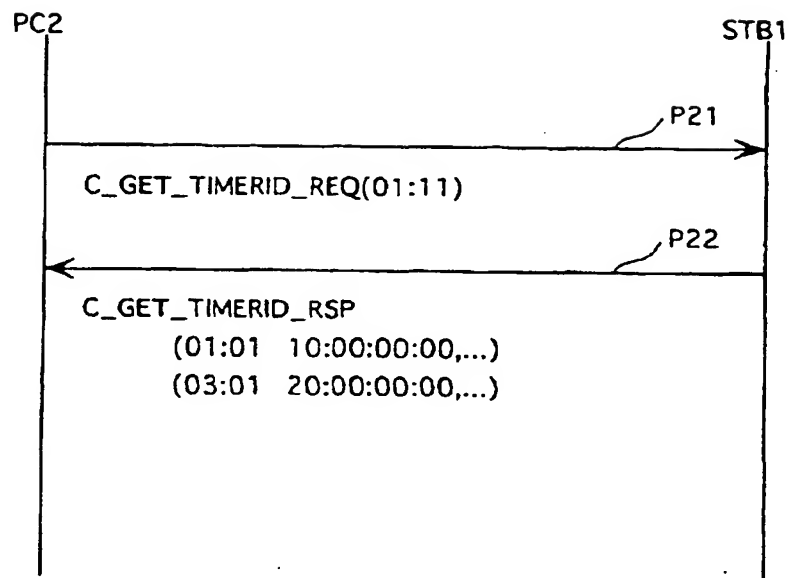 PC2
STB1
P21
C_GET_TIMERID_REQ(01:11)
P22
C_GET_TIMERID_RSP
(01:01 10:00:00:00,...)
(03:01 20:00:00:00,...)